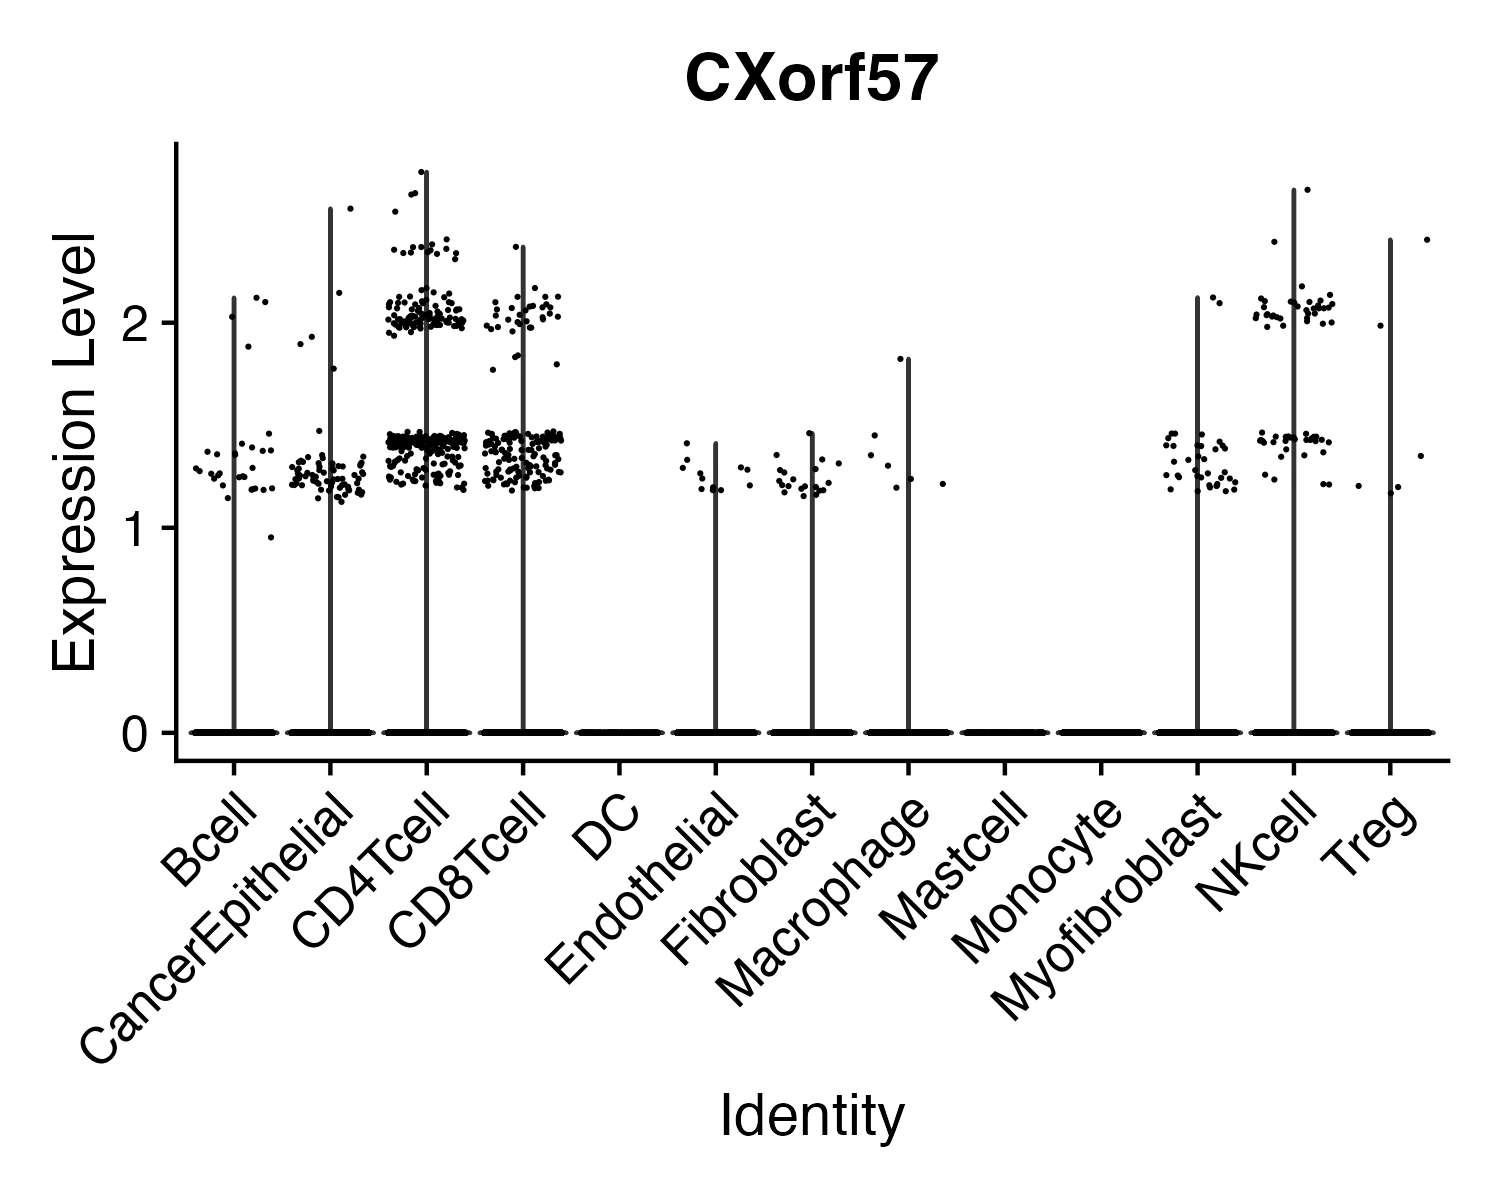 CXorf57
Expression Level
2
1
0
Bcell
CancerEpithelial
CD4Tcell
CD8Tcell
DC
Endothelial
Fibroblast
Macrophage
Mastcell
Monocyte
Myofibroblast
NKcell
Treg
Identity